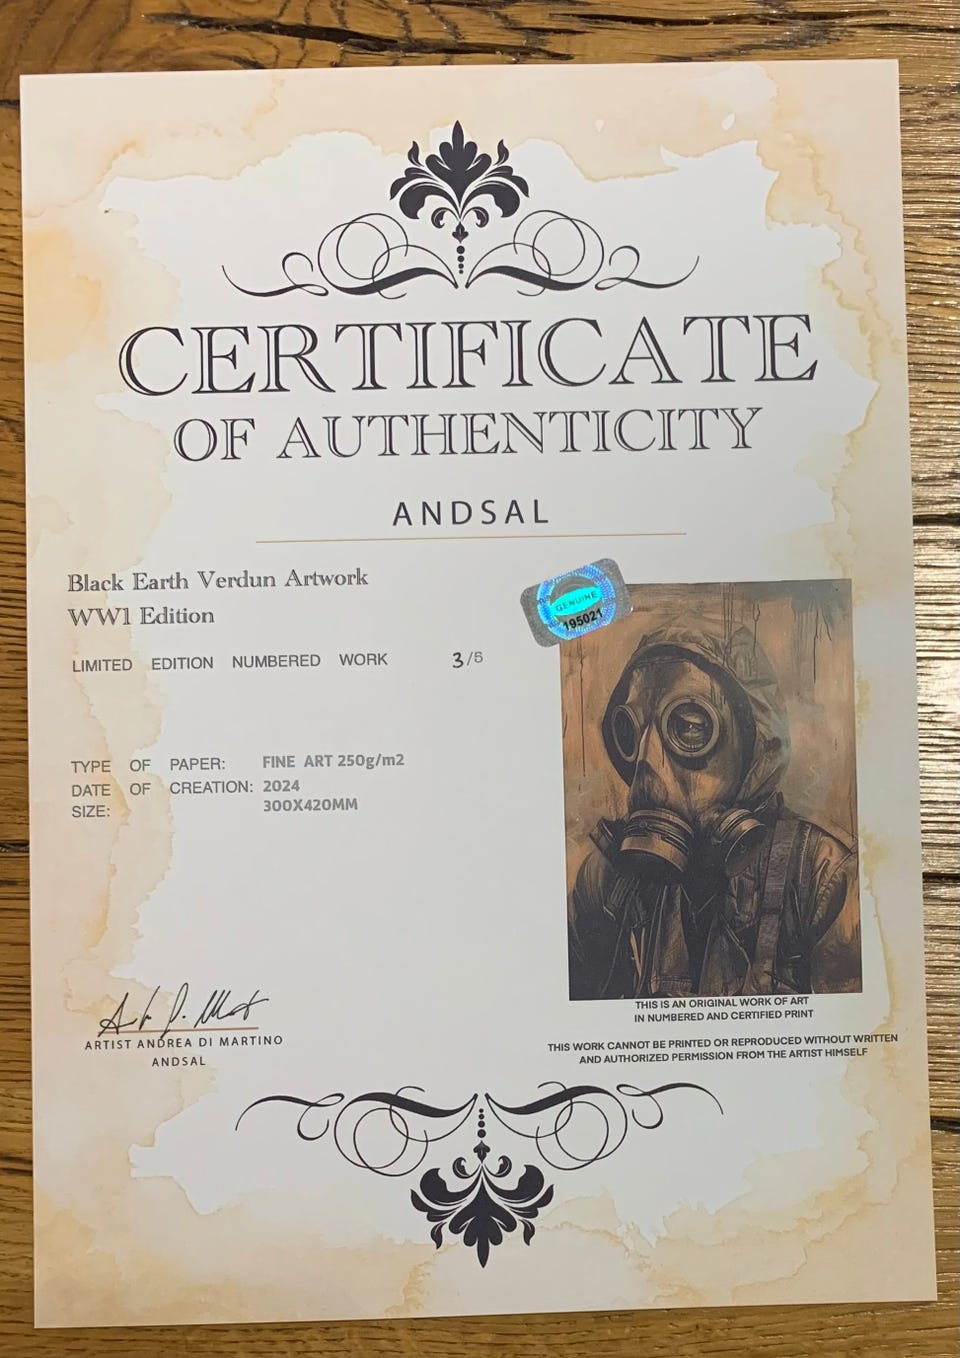 CERTIFICATE
OF AUTHENTICITY
ANDSAL
Black Earth Verdun Artwork
WW1 Edition
LIMITED EDITION NUMBERED WORK 3/5
GENUINE
195021
TYPE OF PAPER: FINE ART 250g/m2
DATE OF CREATION: 2024
SIZE: 300X420MM
ARTIST ANDREA DI MARTINO
ANDSAL
THIS IS AN ORIGINAL WORK OF ART
IN NUMBERED AND CERTIFIED PRINT
THIS WORK CANNOT BE PRINTED OR REPRODUCED WITHOUT WRITTEN
AND AUTHORIZED PERMISSION FROM THE ARTIST HIMSELF